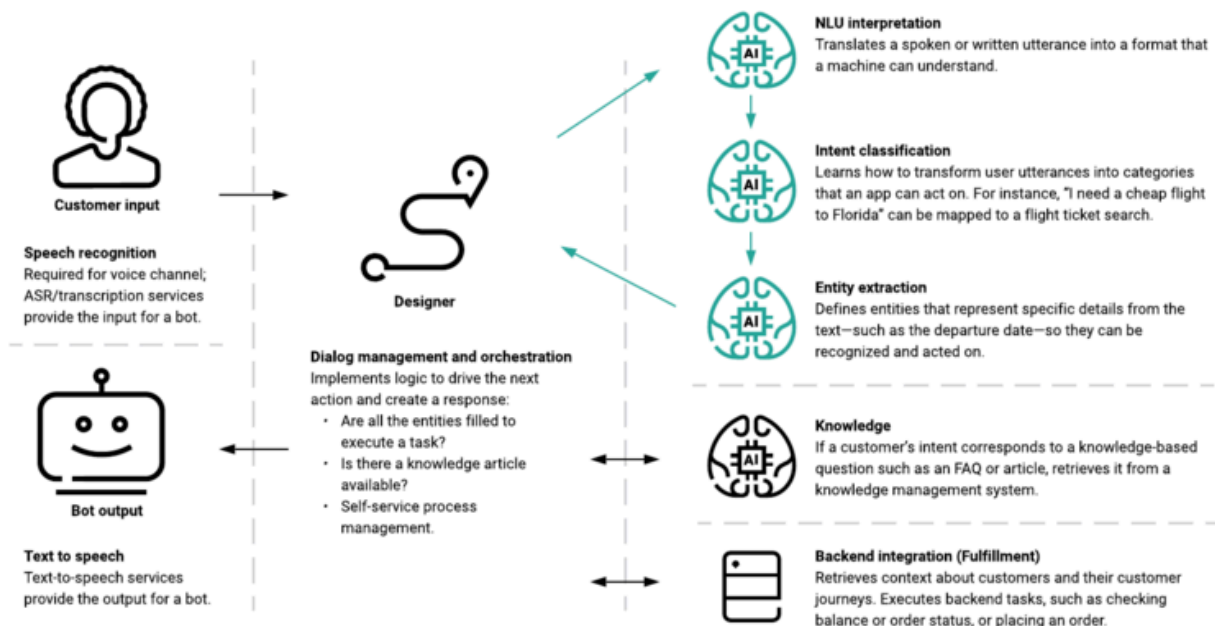 Customer input
Speech recognition
Required for voice channel;
ASR/transcription services
provide the input for a bot.
Bot output
Text to speech
Text-to-speech services
provide the output for a bot.
Designer
Dialog management and orchestration
Implements logic to drive the next
action and create a response:
• Are all the entities filled to
execute a task?
• Is there a knowledge article
available?
• Self-service process
management.
AI
NLU interpretation
Translates a spoken or written utterance into a format that
a machine can understand.
AI
Intent classification
Learns how to transform user utterances into categories
that an app can act on. For instance, "I need a cheap flight
to Florida" can be mapped to a flight ticket search.
AI
Entity extraction
Defines entities that represent specific details from the
text—such as the departure date—so they can be
recognized and acted on.
AI
Knowledge
If a customer's intent corresponds to a knowledge-based
question such as an FAQ or article, retrieves it from a
knowledge management system.
Backend integration (Fulfillment)
Retrieves context about customers and their customer
journeys. Executes backend tasks, such as checking
balance or order status, or placing an order.